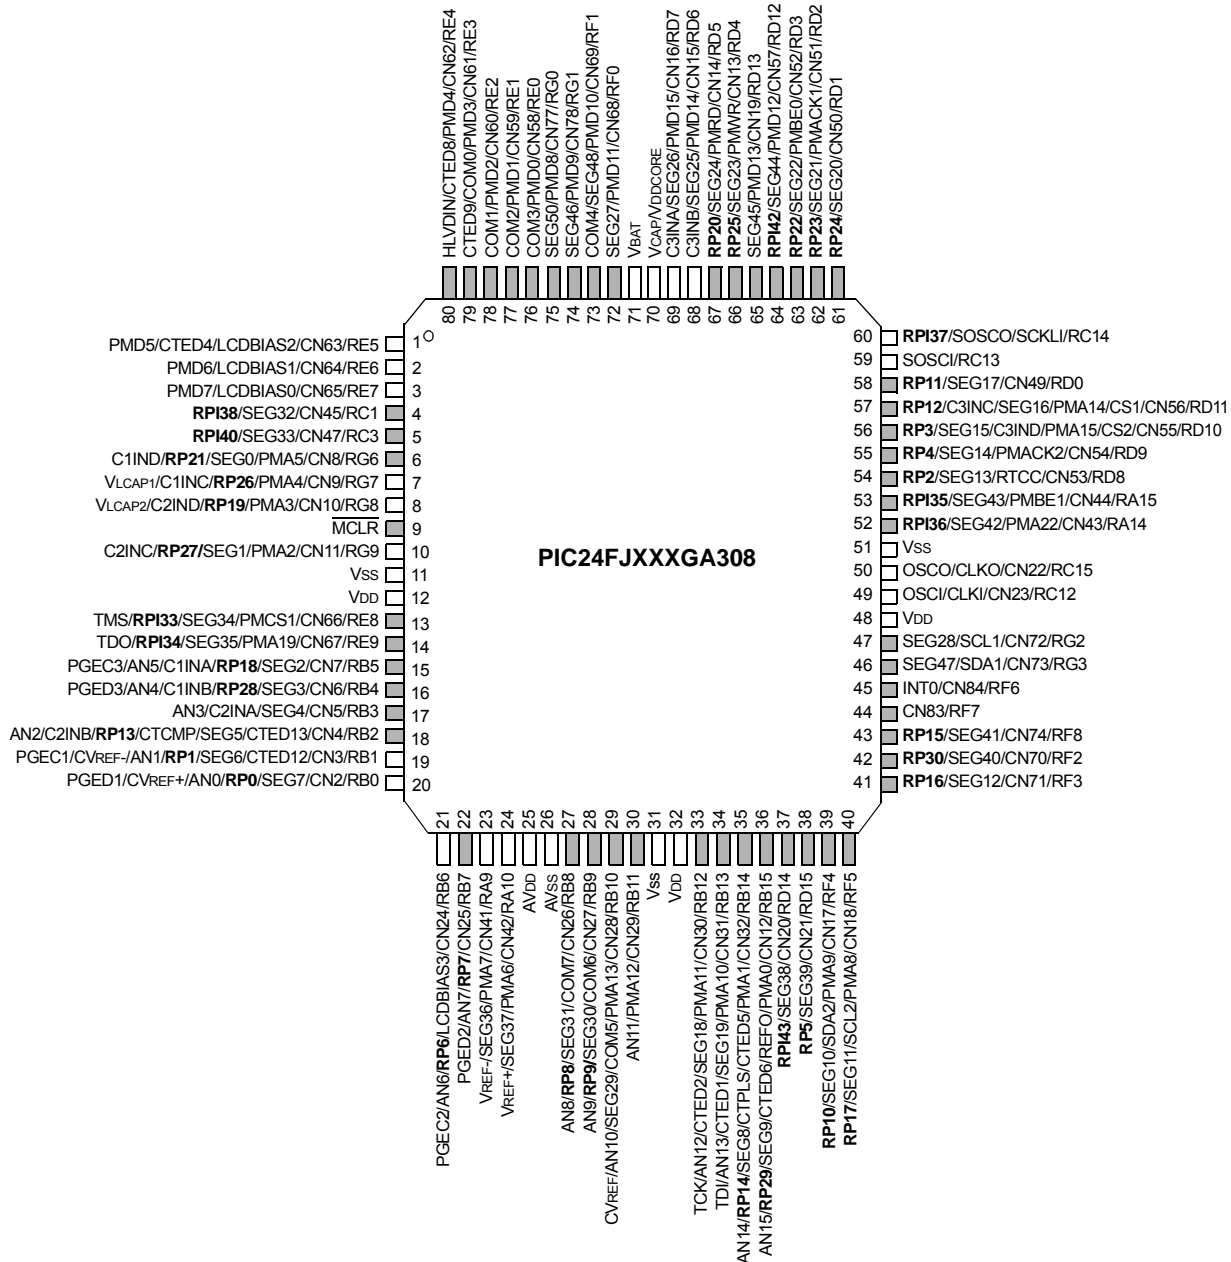 HLVDIN/CTED8/PMD4/CN62/RE4
CTED9/COM0/PMD3/CN61/RE3
COM1/PMD2/CN60/RE2
COM2/PMD1/CN59/RE1
COM3/PMD0/CN58/RE0
SEG50/PMD8/CN77/RG0
SEG46/PMD9/CN78/RG1
COM4/SEG48/PMD10/CN69/RF1
SEG27/PMD11/CN68/RF0
VBAT
VCAP/VDDCORE
C3INA/SEG26/PMD15/CN16/RD7
C3INB/SEG25/PMD14/CN15/RD6
RP20/SEG24/PMRD/CN14/RD5
RP25/SEG23/PMWR/CN13/RD4
SEG45/PMD13/CN19/RD13
RPI42/SEG44/PMD12/CN57/RD12
RP22/SEG22/PMBE0/CN52/RD3
RP23/SEG21/PMACK1/CN51/RD2
RP24/SEG20/CN50/RD1
80 79 78 77 76 75 74 73 72 71 70 69 68 67 66 65 64 63 62 61
PMD5/CTED4/LCDBIAS2/CN63/RE5 1
PMD6/LCDBIAS1/CN64/RE6 2
PMD7/LCDBIAS0/CN65/RE7 3
RPI38/SEG32/CN45/RC1 4
RPI40/SEG33/CN47/RC3 5
C1IND/RP21/SEG0/PMA5/CN8/RG6 6
VLCAP1/C1INC/RP26/PMA4/CN9/RG7 7
VLCAP2/C2IND/RP19/PMA3/CN10/RG8 8
MCLR 9
C2INC/RP27/SEG1/PMA2/CN11/RG9 10
VSS 11
VDD 12
TMS/RPI33/SEG34/PMCS1/CN66/RE8 13
TDO/RPI34/SEG35/PMA19/CN67/RE9 14
PGEC3/AN5/C1INA/RP18/SEG2/CN7/RB5 15
PGED3/AN4/C1INB/RP28/SEG3/CN6/RB4 16
AN3/C2INA/SEG4/CN5/RB3 17
AN2/C2INB/RP13/CTCMP/SEG5/CTED13/CN4/RB2 18
PGEC1/CVREF-/AN1/RP1/SEG6/CTED12/CN3/RB1 19
PGED1/CVREF+/AN0/RP0/SEG7/CN2/RB0 20
PIC24FJXXXGA308
60 RPI37/SOSCO/SCKLI/RC14
59 SOSCI/RC13
58 RP11/SEG17/CN49/RD0
57 RP12/C3INC/SEG16/PMA14/CS1/CN56/RD11
56 RP3/SEG15/C3IND/PMA15/CS2/CN55/RD10
55 RP4/SEG14/PMACK2/CN54/RD9
54 RP2/SEG13/RTCC/CN53/RD8
53 RPI35/SEG43/PMBE1/CN44/RA15
52 RPI36/SEG42/PMA22/CN43/RA14
51 VSS
50 OSCO/CLKO/CN22/RC15
49 OSCI/CLKI/CN23/RC12
48 VDD
47 SEG28/SCL1/CN72/RG2
46 SEG47/SDA1/CN73/RG3
45 INT0/CN84/RF6
44 CN83/RF7
43 RP15/SEG41/CN74/RF8
42 RP30/SEG40/CN70/RF2
41 RP16/SEG12/CN71/RF3
21 22 23 24 25 26 27 28 29 30 31 32 33 34 35 36 37 38 39 40
PGEC2/AN6/RP6/LCDBIAS3/CN24/RB6
PGED2/AN7/RP7/CN25/RB7
VREF-/SEG36/PMA7/CN41/RA9
VREF+/SEG37/PMA6/CN42/RA10
AVDD
AVSS
AN8/RP8/SEG31/COM7/CN26/RB8
AN9/RP9/SEG30/COM6/CN27/RB9
CVREF/AN10/SEG29/COM5/PMA13/CN28/RB10
AN11/PMA12/CN29/RB11
Vss
VDD
TCK/AN12/CTED2/SEG18/PMA11/CN30/RB12
TDI/AN13/CTED1/SEG19/PMA10/CN31/RB13
AN14/RP14/SEG8/CTPLS/CTED5/PMA1/CN32/RB14
AN15/RP29/SEG9/CTED6/REFO/PMA0/CN12/RB15
RPI43/SEG38/CN20/RD14
RP5/SEG39/CN21/RD15
RP10/SEG10/SDA2/PMA9/CN17/RF4
RP17/SEG11/SCL2/PMA8/CN18/RF5